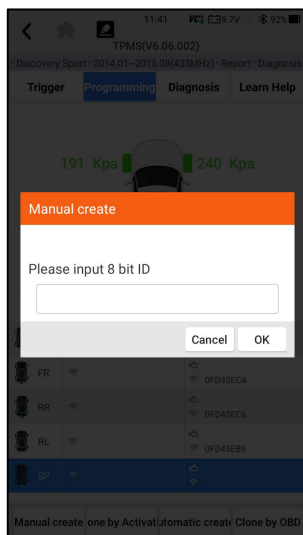 11:41 VCI 9.7V 92%
TPMS(V6.06.002)
Discovery Sport · 2014.01~2015.08(433MHz) · Report · Diagnosis
Trigger Programming Diagnosis Learn Help
191 Kpa 240 Kpa
Manual create
Please input 8 bit ID
Cancel OK
FR 0FD45EC4
RR 0FD45EC6
RL 0FD45EB5
SP
Manual create one by Activati utomatic creat Clone by OBD